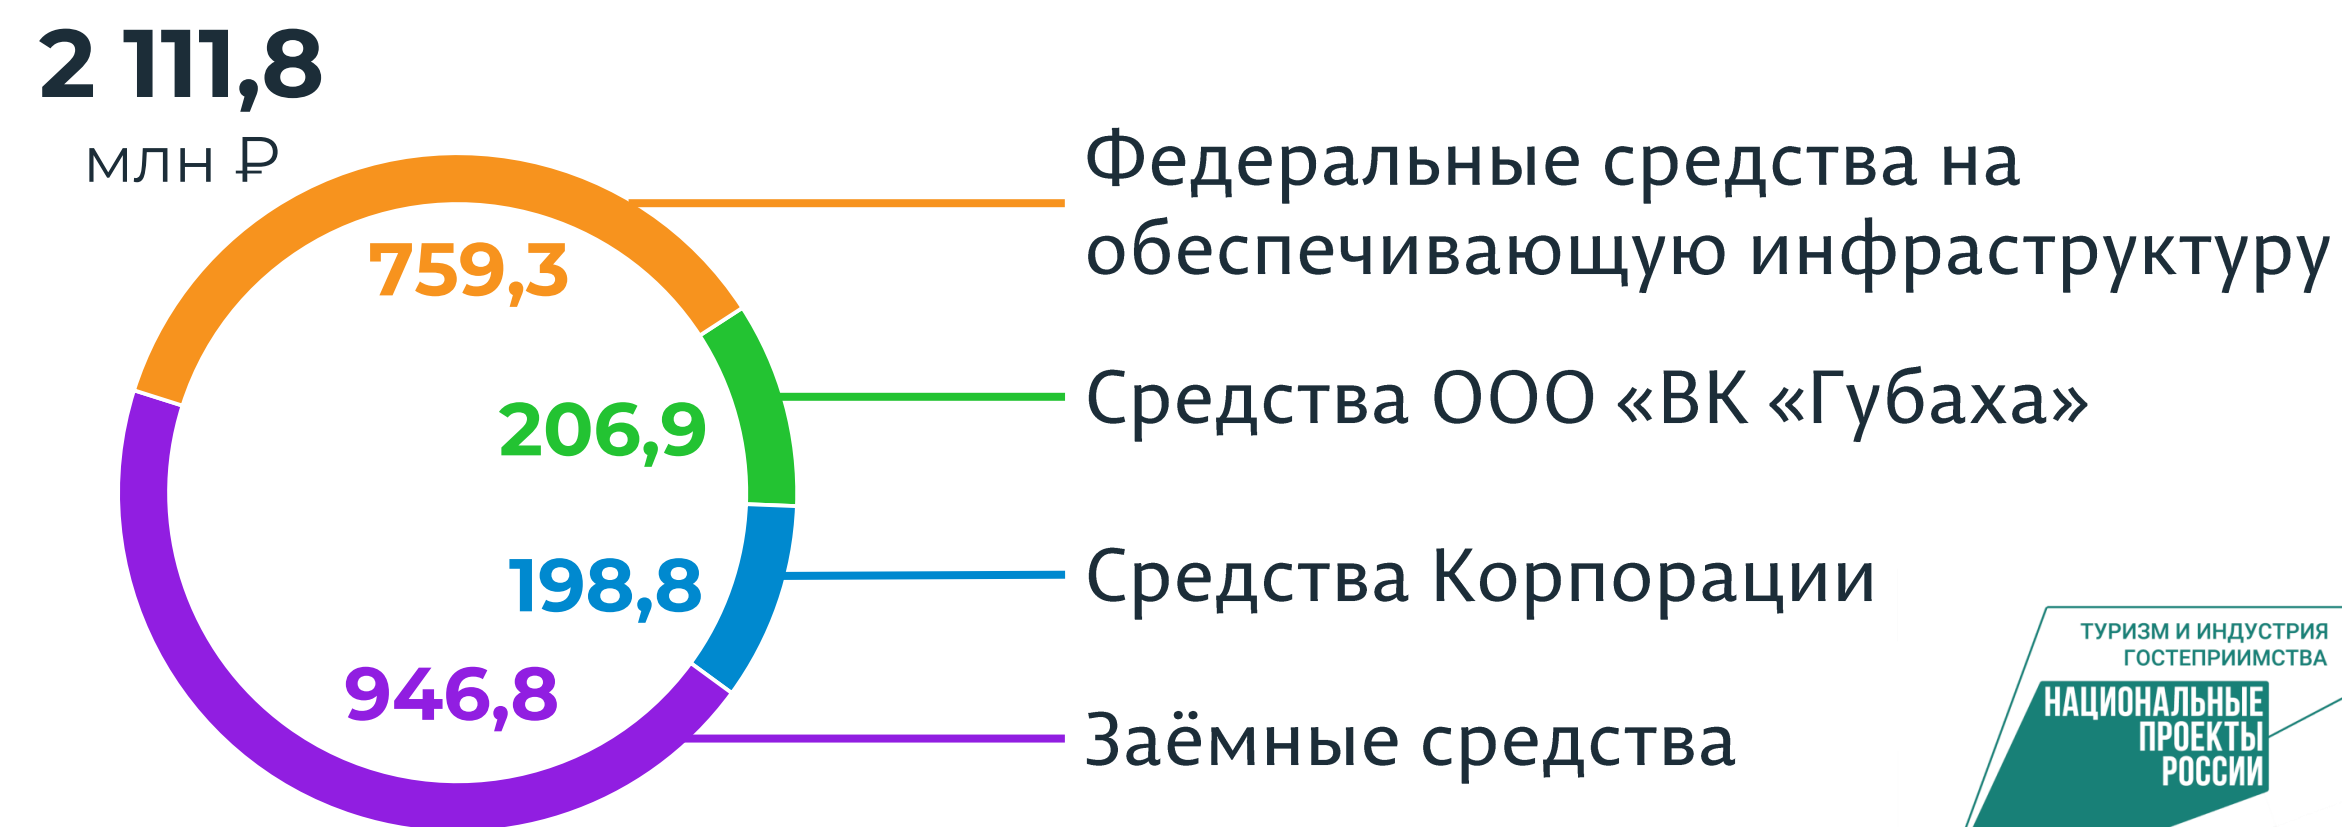 2 111,8
млн ₽
759,3
Федеральные средства на
обеспечивающую инфраструктуру
206,9
Средства ООО «ВК «Губаха»
198,8
Средства Корпорации
946,8
Заёмные средства
ТУРИЗМ И ИНДУСТРИЯ
ГОСТЕПРИИМСТВА
НАЦИОНАЛЬНЫЕ
ПРОЕКТЫ
РОССИИ